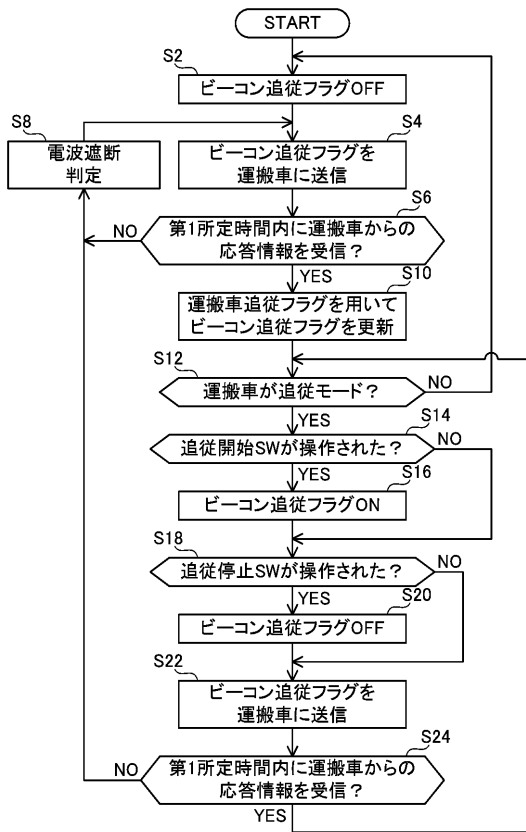 START
S2
ビーコン追従フラグOFF
S8
電波遮断
判定
S4
ビーコン追従フラグを
運搬車に送信
S6
第1所定時間内に運搬車からの
応答情報を受信？
NO
YES
S10
運搬車追従フラグを用いて
ビーコン追従フラグを更新
S12
運搬車が追従モード？
NO
YES
S14
追従開始SWが操作された？
NO
YES
S16
ビーコン追従フラグON
S18
追従停止SWが操作された？
NO
YES
S20
ビーコン追従フラグOFF
S22
ビーコン追従フラグを
運搬車に送信
S24
第1所定時間内に運搬車からの
応答情報を受信？
NO
YES